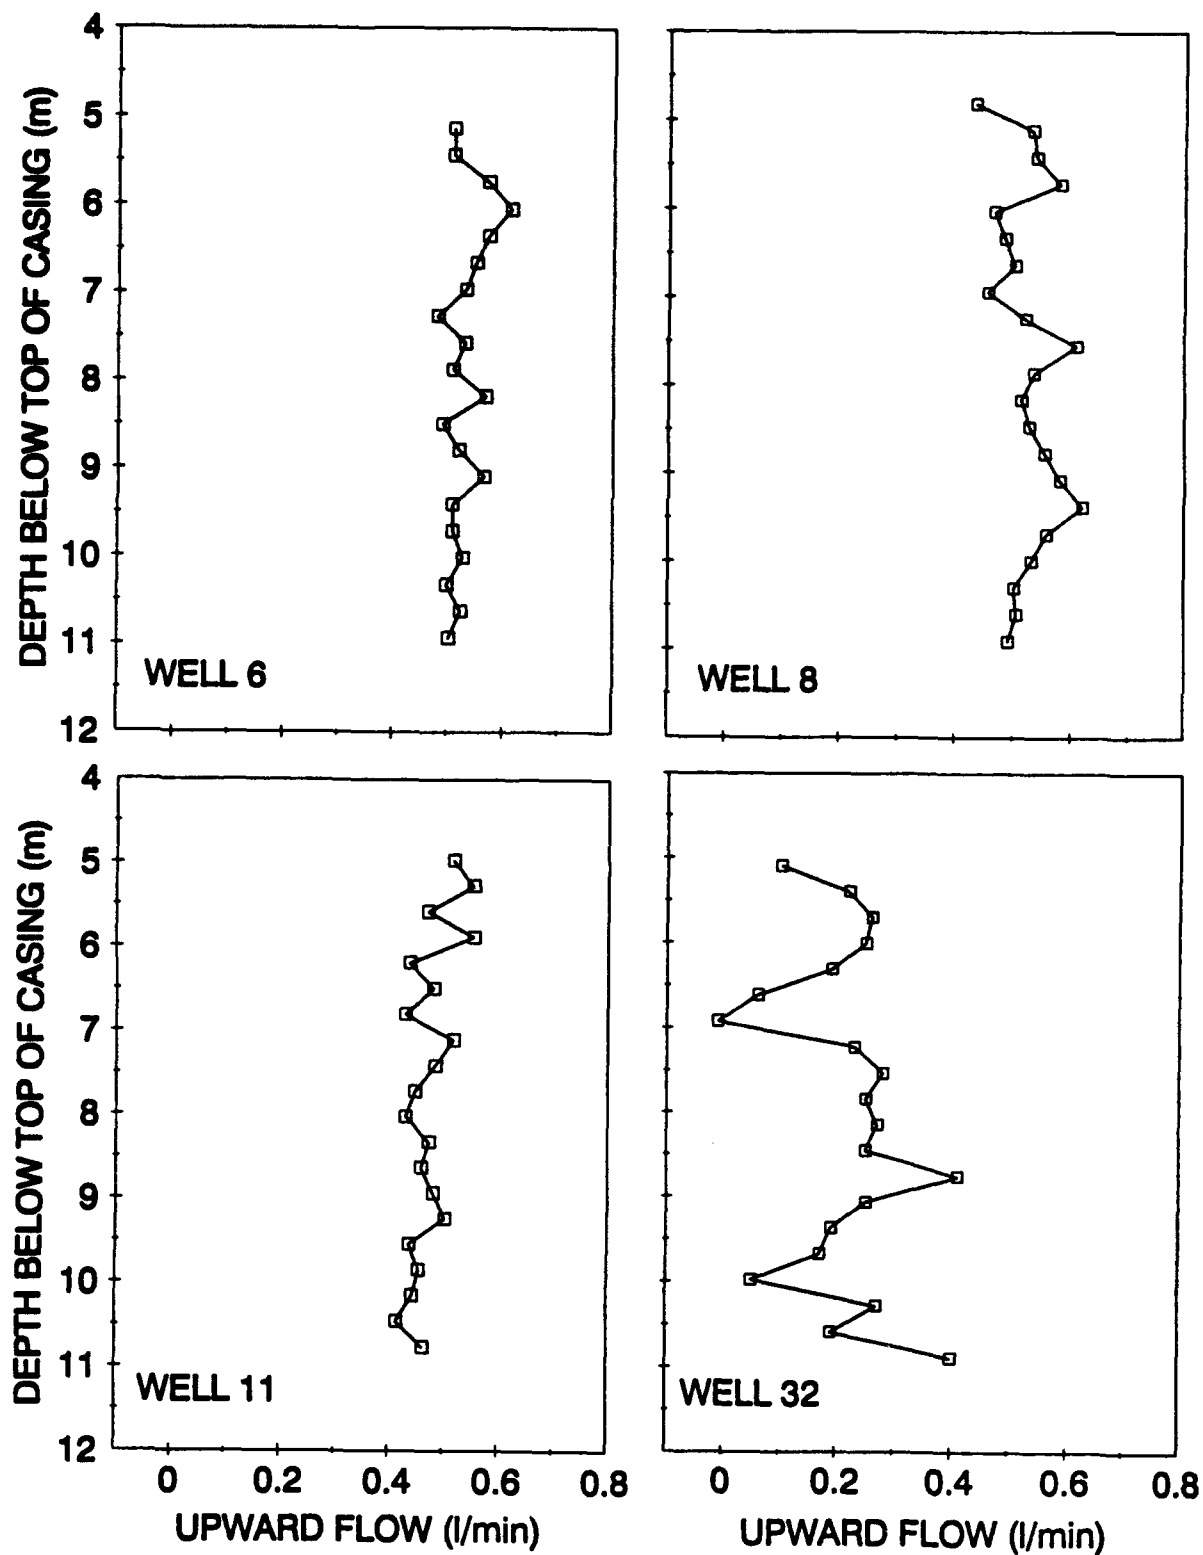 4
5
6
7
8
9
10
11
12
DEPTH BELOW TOP OF CASING (m)
WELL 6
WELL 8
4
5
6
7
8
9
10
11
12
DEPTH BELOW TOP OF CASING (m)
WELL 11
WELL 32
0 0.2 0.4 0.6 0.8
0 0.2 0.4 0.6 0.8
UPWARD FLOW (l/min)
UPWARD FLOW (l/min)